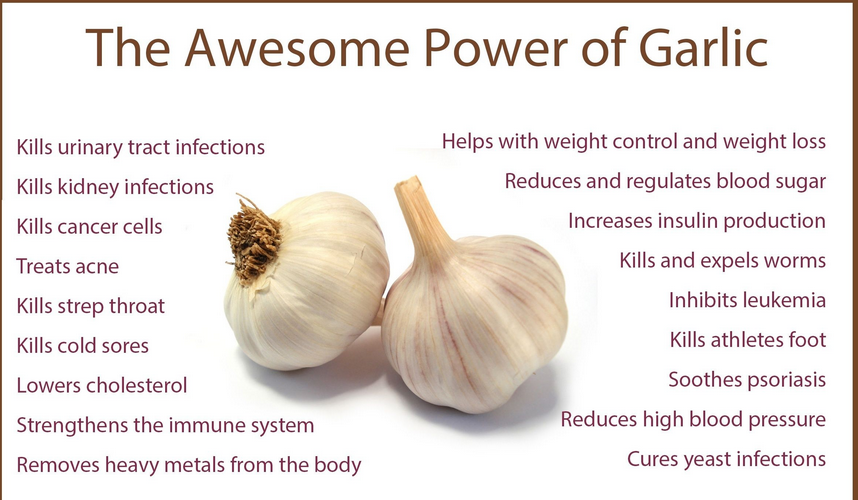 The Awesome Power of Garlic
Kills urinary tract infections
Kills kidney infections
Kills cancer cells
Treats acne
Kills strep throat
Kills cold sores
Lowers cholesterol
Strengthens the immune system
Removes heavy metals from the body
Helps with weight control and weight loss
Reduces and regulates blood sugar
Increases insulin production
Kills and expels worms
Inhibits leukemia
Kills athletes foot
Soothes psoriasis
Reduces high blood pressure
Cures yeast infections